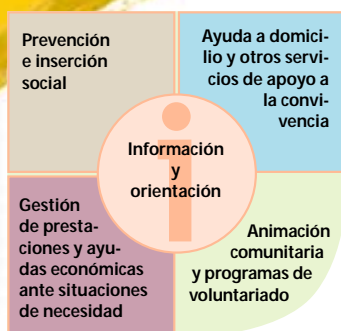 Prevención
e inserción
social
Ayuda a domici-
lio y otros servi-
cios de apoyo a
la convi-
vencia
Información
y
orientación
Gestión
de presta-
ciones y ayu-
das económicas
ante situaciones
de necesidad
Animación
comunitaria
y programas de
voluntariado